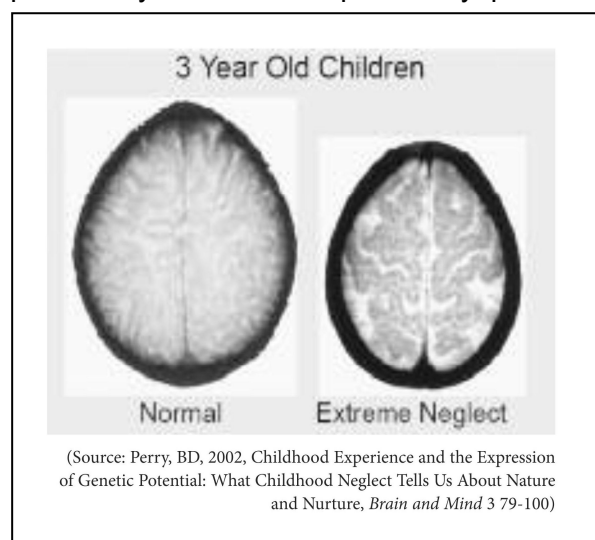 3 Year Old Children
Normal
Extreme Neglect
(Source: Perry, BD, 2002, Childhood Experience and the Expression
of Genetic Potential: What Childhood Neglect Tells Us About Nature
and Nurture, Brain and Mind 3 79-100)